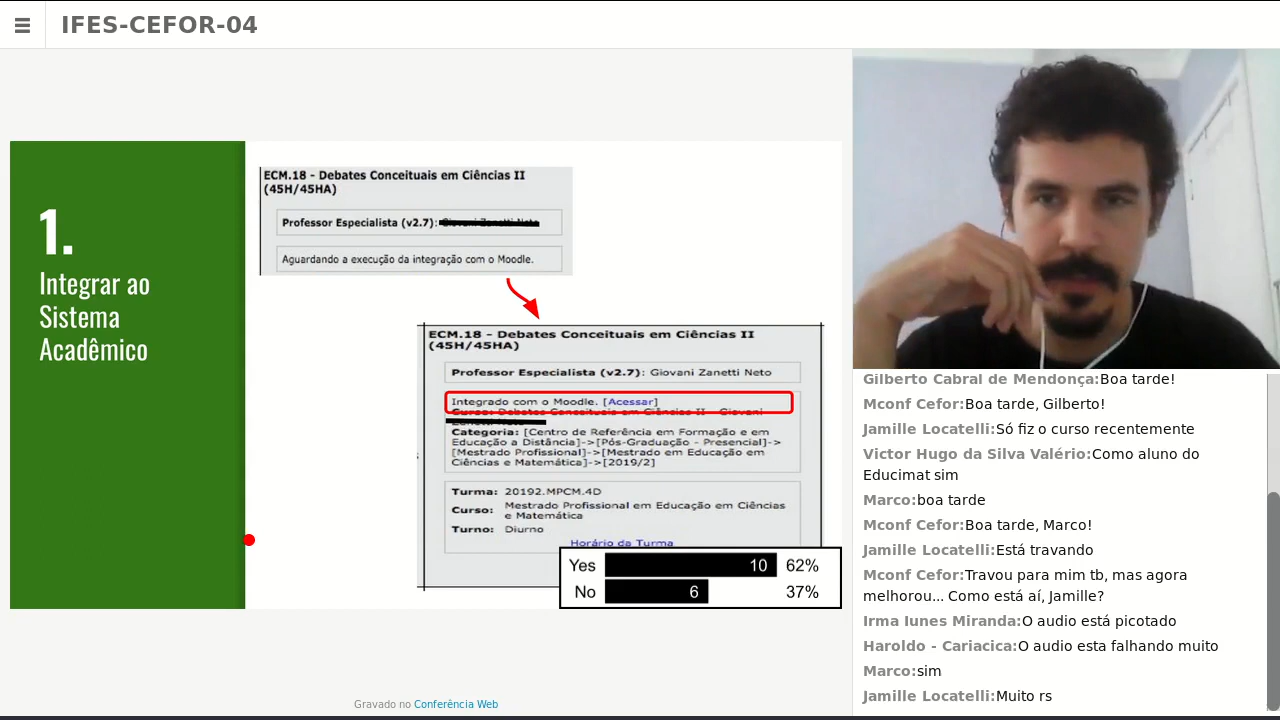 IFES-CEFOR-04
1.
Integrar ao
Sistema
Acadêmico
ECM.18 - Debates Conceituais em Ciências II
(45H/45HA)
Professor Especialista (v2.7):
Aguardando a execução da integração com o Moodle.
ECM.18 - Debates Conceituais em Ciências II
(45H/45HA)
Professor Especialista (v2.7): Giovani Zanetti Neto
Integrado com o Moodle. [Acessar]
Curso: Debates Conceituais em Ciências II - Giovani
Categoria: [Centro de Referência em Formação e em
Educação a Distância]->[Pós-Graduação - Presencial]->
[Mestrado Profissional]->[Mestrado em Educação em
Ciências e Matemática]->[2019/2]
Turma: 20192.MPCM.4D
Curso: Mestrado Profissional em Educação em Ciências
e Matemática
Turno: Diurno
Horário da Turma
Yes 10 62%
No 6 37%
Gravado no Conferência Web
Gilberto Cabral de Mendonça:Boa tarde!
Mconf Cefor:Boa tarde, Gilberto!
Jamille Locatelli:Só fiz o curso recentemente
Victor Hugo da Silva Valério:Como aluno do
Educimat sim
Marco:boa tarde
Mconf Cefor:Boa tarde, Marco!
Jamille Locatelli:Está travando
Mconf Cefor:Travou para mim tb, mas agora
melhorou... Como está aí, Jamille?
Irma Iunes Miranda:O audio está picotado
Haroldo - Cariacica:O audio esta falhando muito
Marco:sim
Jamille Locatelli:Muito rs